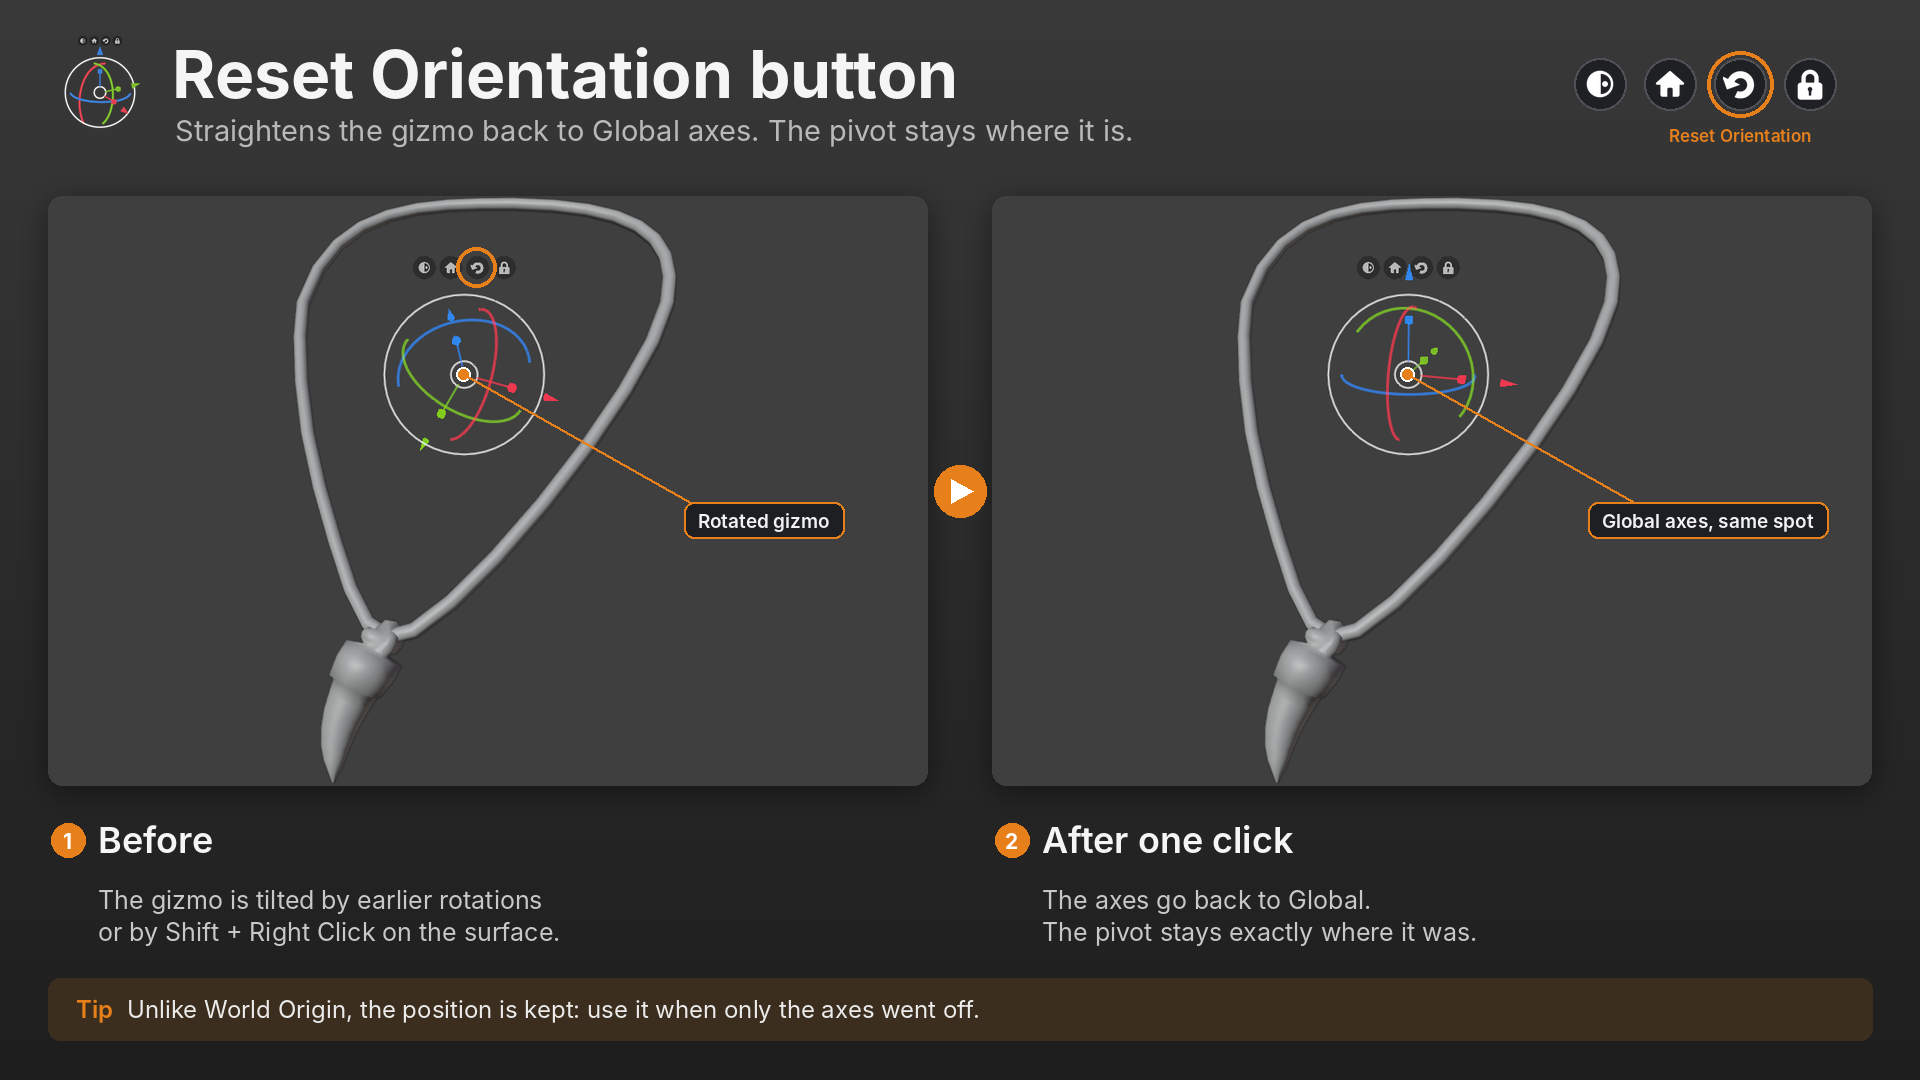 Reset Orientation button
Straightens the gizmo back to Global axes. The pivot stays where it is.
Reset Orientation
Rotated gizmo
Global axes, same spot
1 Before
The gizmo is tilted by earlier rotations
or by Shift + Right Click on the surface.
2 After one click
The axes go back to Global.
The pivot stays exactly where it was.
Tip Unlike World Origin, the position is kept: use it when only the axes went off.